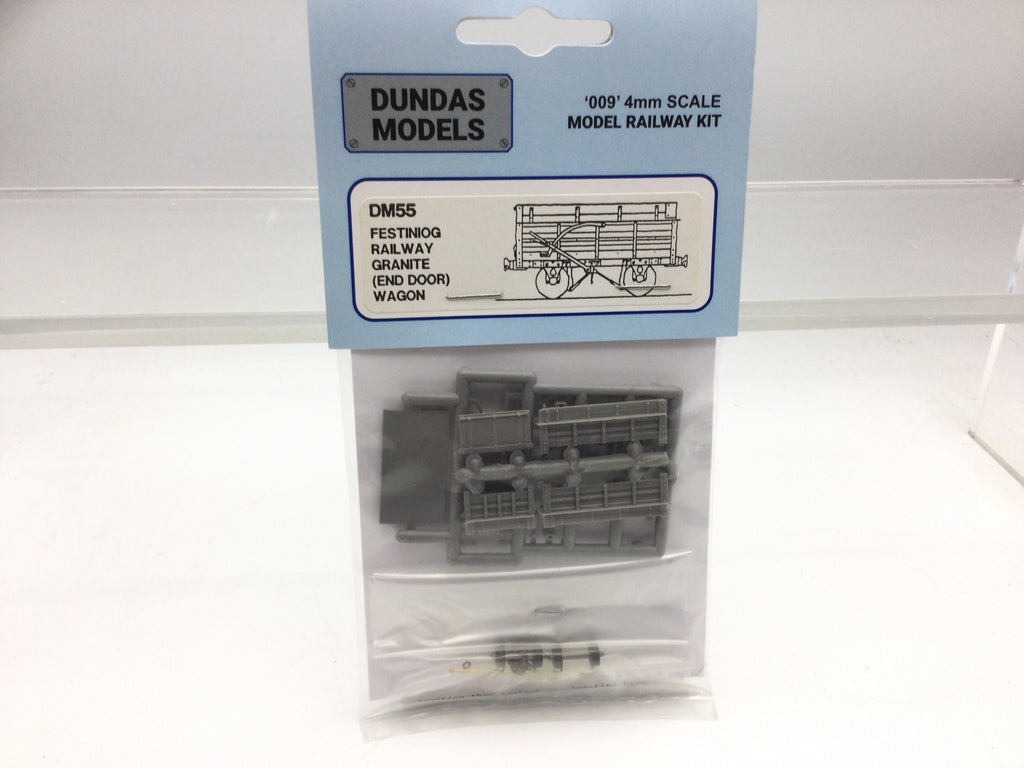 DUNDAS
MODELS
'009' 4mm SCALE
MODEL RAILWAY KIT
DM55
FESTINIOG
RAILWAY
GRANITE
(END DOOR)
WAGON